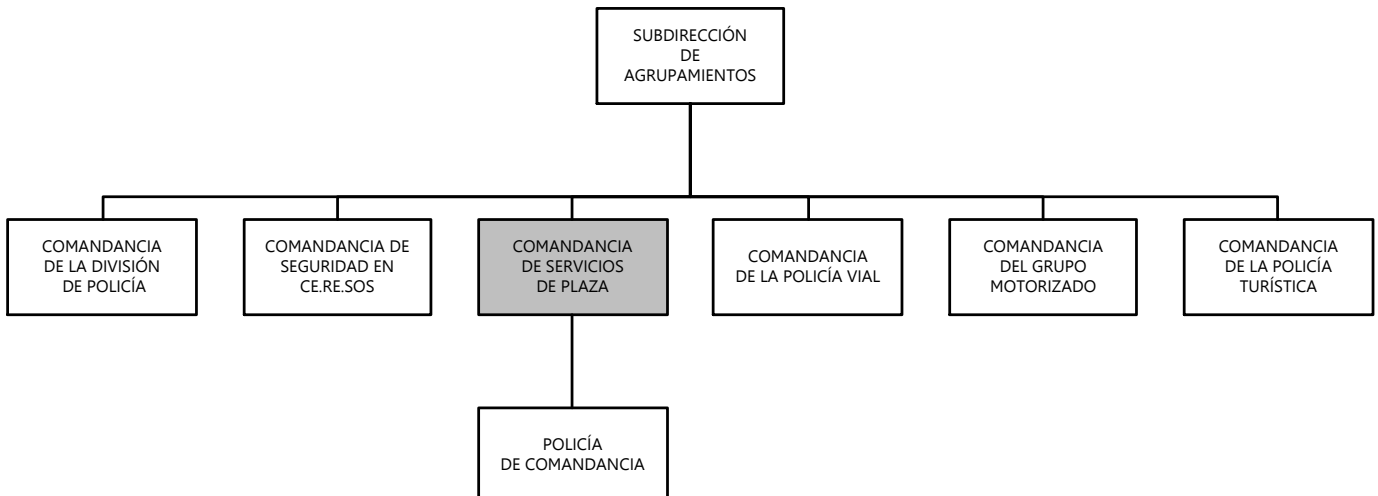 SUBDIRECCIÓN
DE
AGRUPAMIENTOS
COMANDANCIA
DE LA DIVISIÓN
DE POLICÍA
COMANDANCIA DE
SEGURIDAD EN
CE.RE.SOS
COMANDANCIA
DE SERVICIOS
DE PLAZA
COMANDANCIA
DE LA POLICÍA VIAL
COMANDANCIA
DEL GRUPO
MOTORIZADO
COMANDANCIA
DE LA POLICÍA
TURÍSTICA
POLICÍA
DE COMANDANCIA